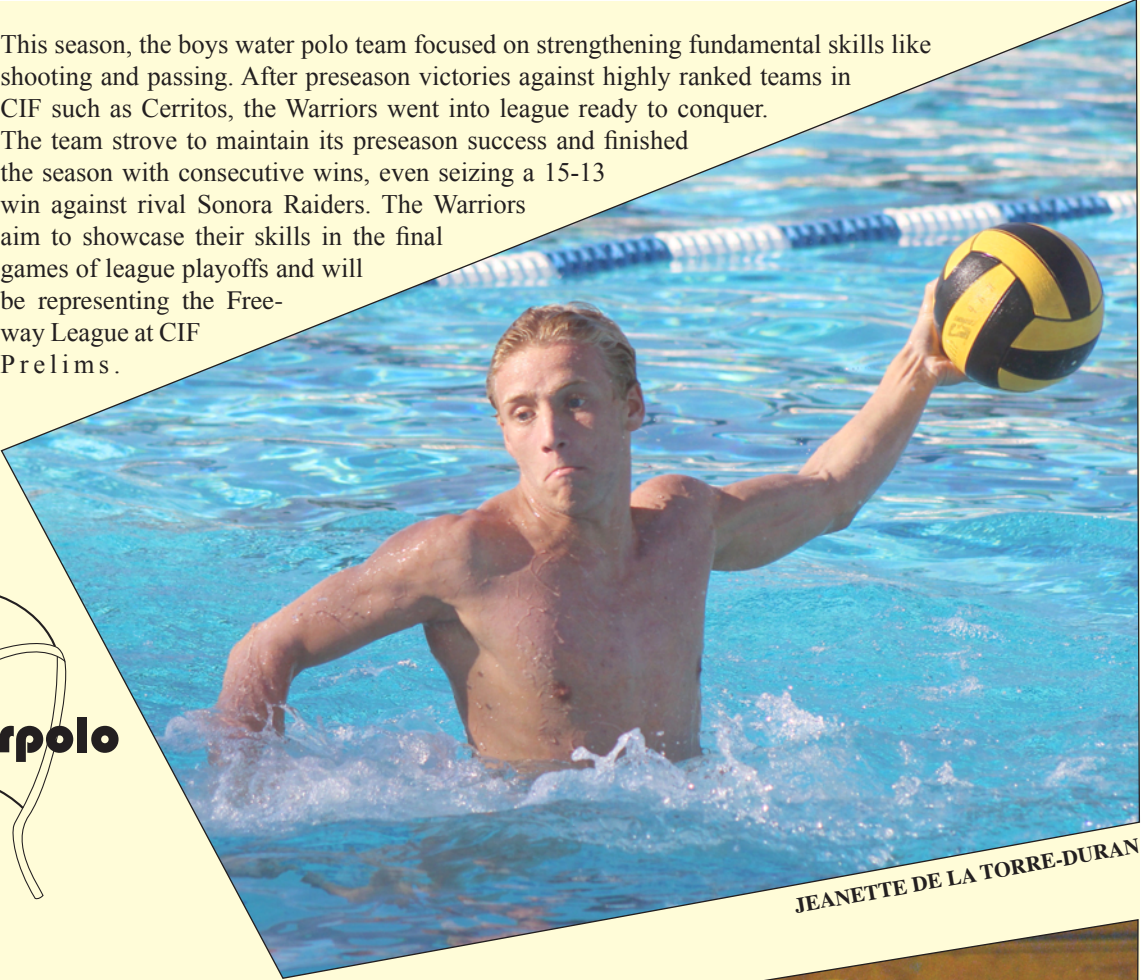 This season, the boys water polo team focused on strengthening fundamental skills like
shooting and passing. After preseason victories against highly ranked teams in
CIF such as Cerritos, the Warriors went into league ready to conquer.
The team strove to maintain its preseason success and finished
the season with consecutive wins, even seizing a 15-13
win against rival Sonora Raiders. The Warriors
aim to showcase their skills in the final
games of league playoffs and will
be representing the Free-
way League at CIF
Prelims.
rpolo
JEANETTE DE LA TORRE-DURAN